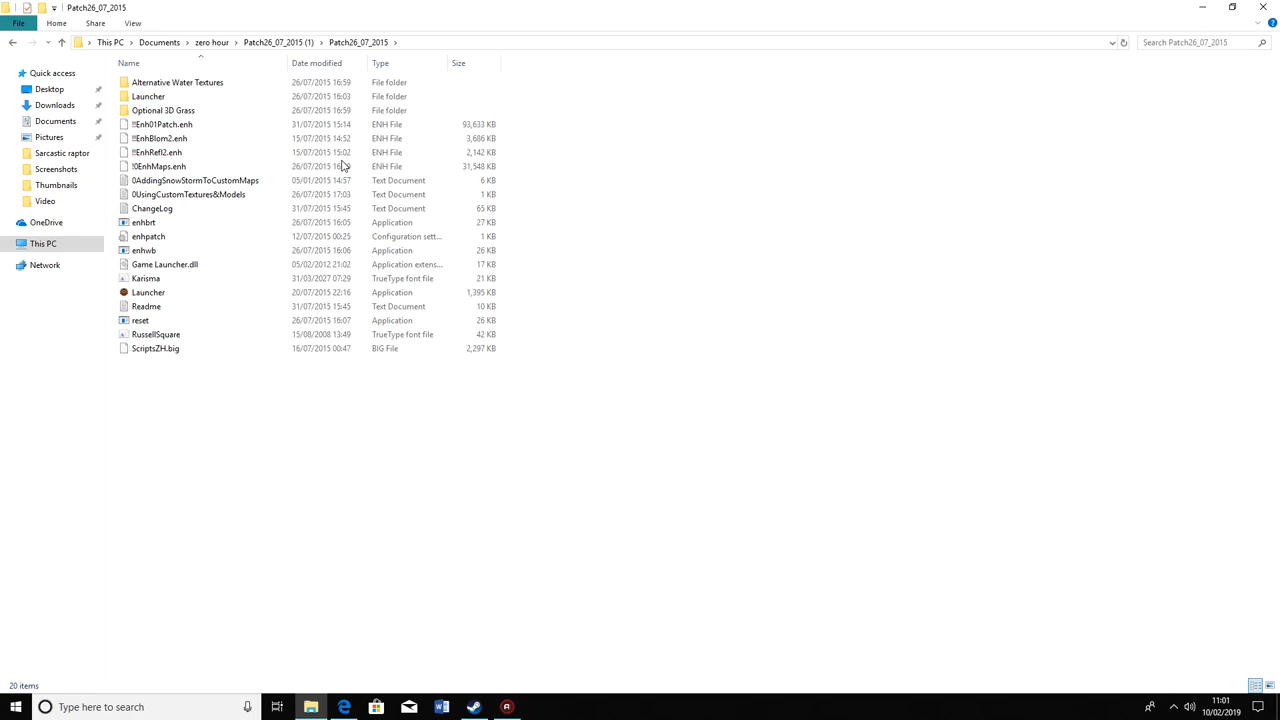 Patch26_07_2015
File Home Share View
This PC Documents zero hour Patch26_07_2015 (1) Patch26_07_2015
Search Patch26_07_2015
Name Date modified Type Size
Quick access
Desktop
Downloads
Documents
Pictures
Sarcastic raptor
Screenshots
Thumbnails
Video
OneDrive
This PC
Network
Alternative Water Textures 26/07/2015 16:59 File folder
Launcher 26/07/2015 16:03 File folder
Optional 3D Grass 26/07/2015 16:59 File folder
!!Enh01Patch.enh 31/07/2015 15:14 ENH File 93,633 KB
!!EnhBlom2.enh 15/07/2015 14:52 ENH File 3,686 KB
!!EnhRefl2.enh 15/07/2015 15:02 ENH File 2,142 KB
!0EnhMaps.enh 26/07/2015 ENH File 31,548 KB
0AddingSnowStormToCustomMaps 05/01/2015 14:57 Text Document 6 KB
0UsingCustomTextures&Models 26/07/2015 17:03 Text Document 1 KB
ChangeLog 31/07/2015 15:45 Text Document 65 KB
enhbrt 26/07/2015 16:05 Application 27 KB
enhpatch 12/07/2015 00:25 Configuration sett... 1 KB
enhwb 26/07/2015 16:06 Application 26 KB
Game Launcher.dll 05/02/2012 21:02 Application extens... 17 KB
Karisma 31/03/2027 07:29 TrueType font file 21 KB
Launcher 20/07/2015 22:16 Application 1,395 KB
Readme 31/07/2015 15:45 Text Document 10 KB
reset 26/07/2015 16:07 Application 26 KB
RussellSquare 15/08/2008 13:49 TrueType font file 42 KB
ScriptsZH.big 16/07/2015 00:47 BIG File 2,297 KB
20 items
Type here to search
11:01
10/02/2019